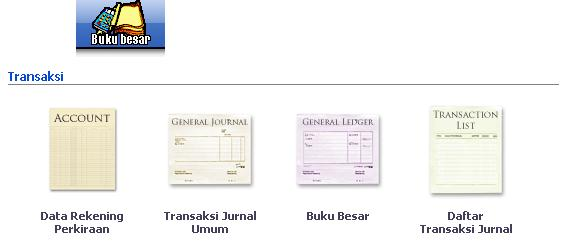 Buku besar
Transaksi
ACCOUNT
GENERAL JOURNAL
GENERAL LEDGER
TRANSACTION
LIST
Data Rekening
Perkiraan
Transaksi Jurnal
Umum
Buku Besar
Daftar
Transaksi Jurnal